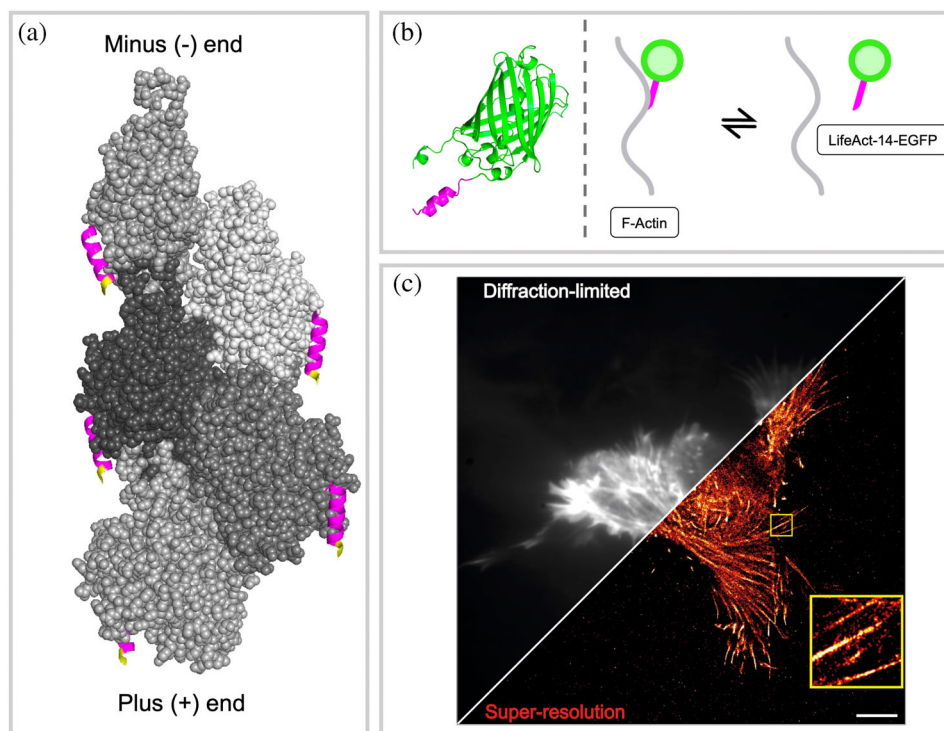 (a)
Minus (-) end
Plus (+) end
(b)
F-Actin
LifeAct-14-EGFP
(c)
Diffraction-limited
Super-resolution